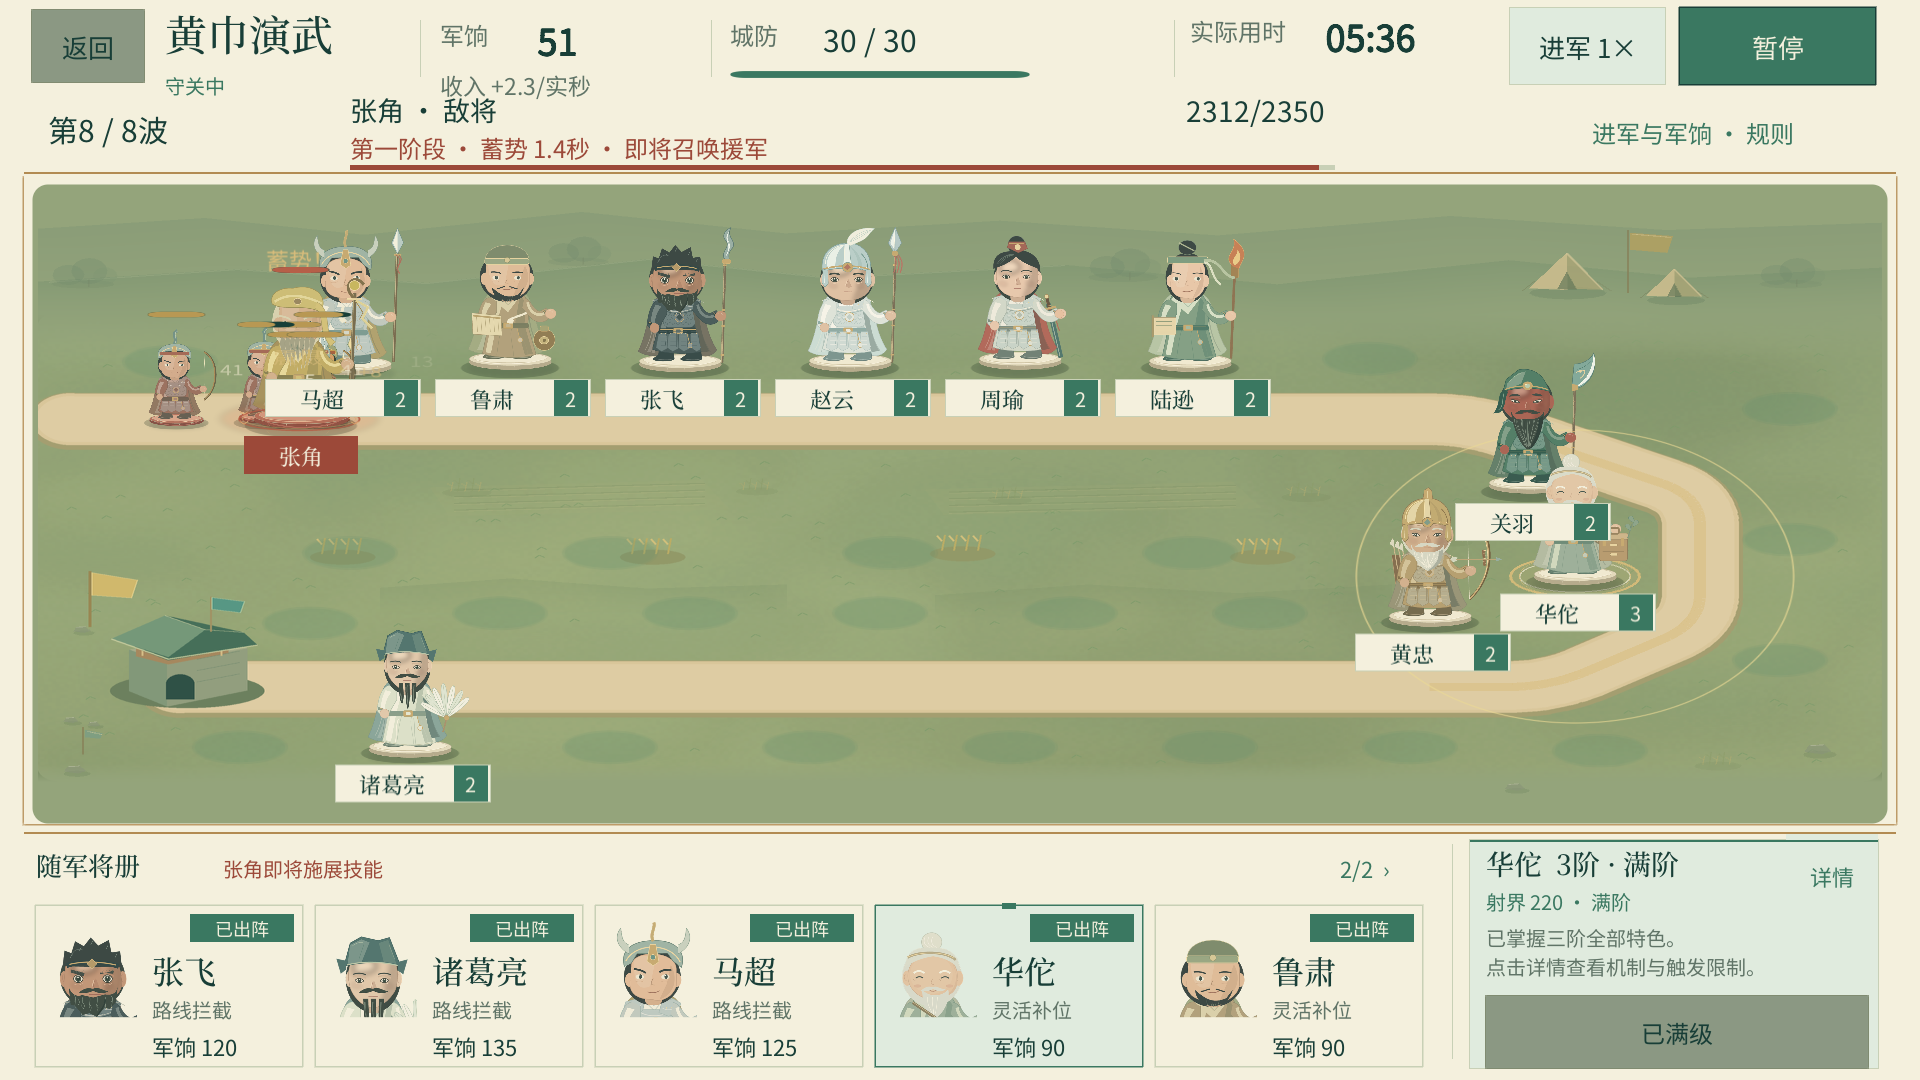 返回
黄巾演武
守关中
军饷 51
收入 +2.3/实秒
城防 30 / 30
实际用时 05:36
进军 1×
暂停
第8 / 8波
张角 · 敌将
2312/2350
第一阶段 · 蓄势 1.4秒 · 即将召唤援军
进军与军饷 · 规则
蓄势
41
13
马超 2
鲁肃 2
张飞 2
赵云 2
周瑜 2
陆逊 2
张角
关羽 2
华佗 3
黄忠 2
诸葛亮 2
随军将册
张角即将施展技能
2/2 ›
已出阵
张飞
路线拦截
军饷 120
已出阵
诸葛亮
路线拦截
军饷 135
已出阵
马超
路线拦截
军饷 125
已出阵
华佗
灵活补位
军饷 90
已出阵
鲁肃
灵活补位
军饷 90
华佗 3阶 · 满阶
详情
射界 220 · 满阶
已掌握三阶全部特色。
点击详情查看机制与触发限制。
已满级